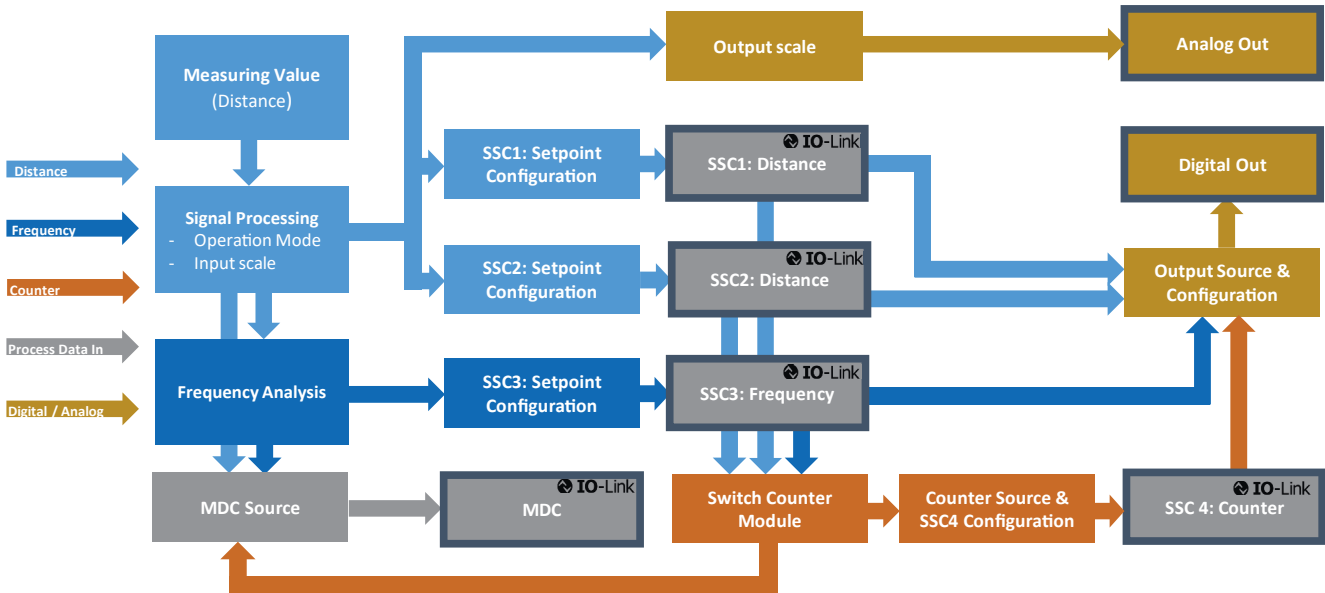 Measuring Value
(Distance)
Output scale
Analog Out
Distance
Frequency
Counter
Process Data In
Digital / Analog
Signal Processing
- Operation Mode
- Input scale
SSC1: Setpoint
Configuration
IO-Link
SSC1: Distance
Digital Out
SSC2: Setpoint
Configuration
IO-Link
SSC2: Distance
Output Source &
Configuration
Frequency Analysis
SSC3: Setpoint
Configuration
IO-Link
SSC3: Frequency
MDC Source
IO-Link
MDC
Switch Counter
Module
Counter Source &
SSC4 Configuration
IO-Link
SSC 4: Counter